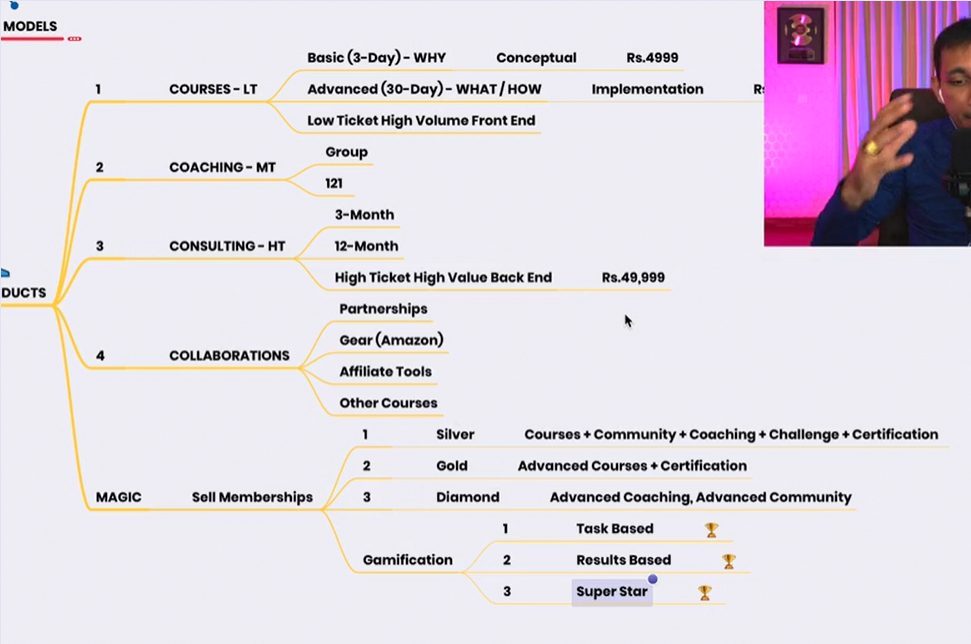 MODELS
Basic (3-Day) - WHY Conceptual Rs.4999
1 COURSES - LT Advanced (30-Day) - WHAT / HOW Implementation
Low Ticket High Volume Front End
Group
2 COACHING - MT
121
3-Month
3 CONSULTING - HT 12-Month
High Ticket High Value Back End Rs.49,999
DUCTS
Partnerships
Gear (Amazon)
4 COLLABORATIONS
Affiliate Tools
Other Courses
1 Silver Courses + Community + Coaching + Challenge + Certification
2 Gold Advanced Courses + Certification
MAGIC Sell Memberships 3 Diamond Advanced Coaching, Advanced Community
1 Task Based
Gamification 2 Results Based
3 Super Star